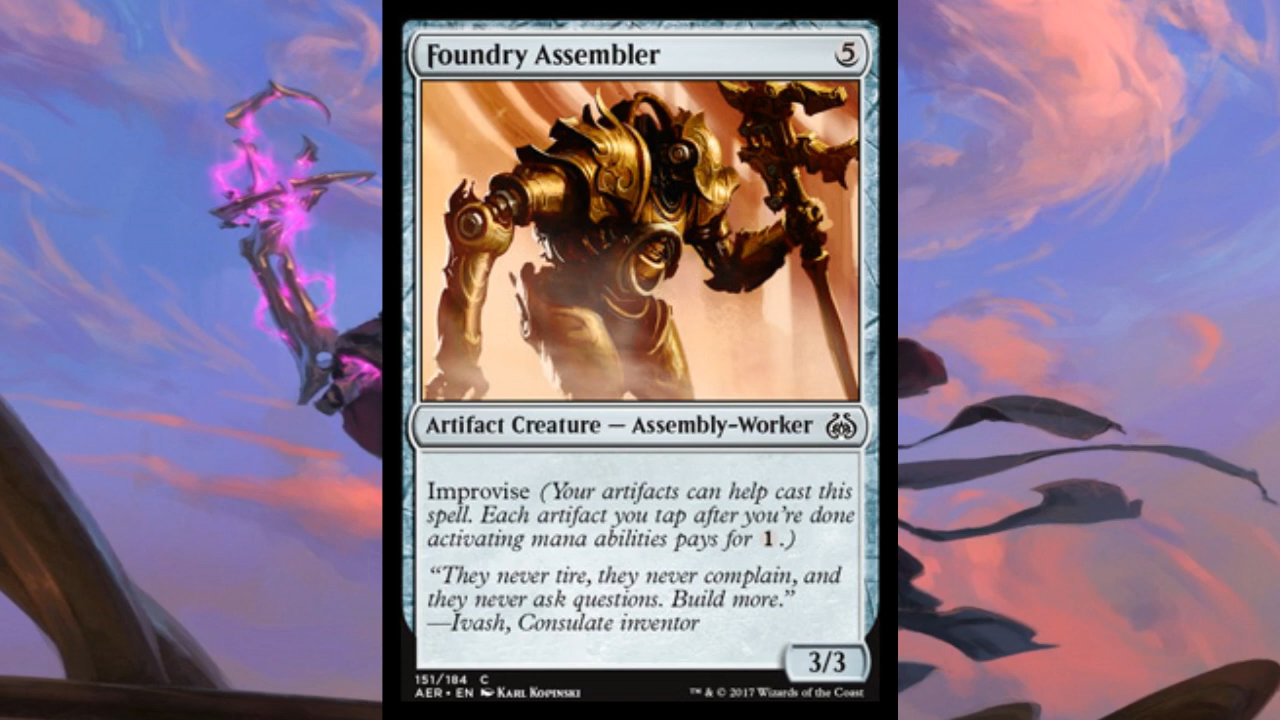 Foundry Assembler 5
Artifact Creature — Assembly-Worker
Improvise (Your artifacts can help cast this
spell. Each artifact you tap after you're done
activating mana abilities pays for 1.)
"They never tire, they never complain, and
they never ask questions. Build more."
—Ivash, Consulate inventor
3/3
151/184 C
AER • EN Karl Kopinski
™ & © 2017 Wizards of the Coast